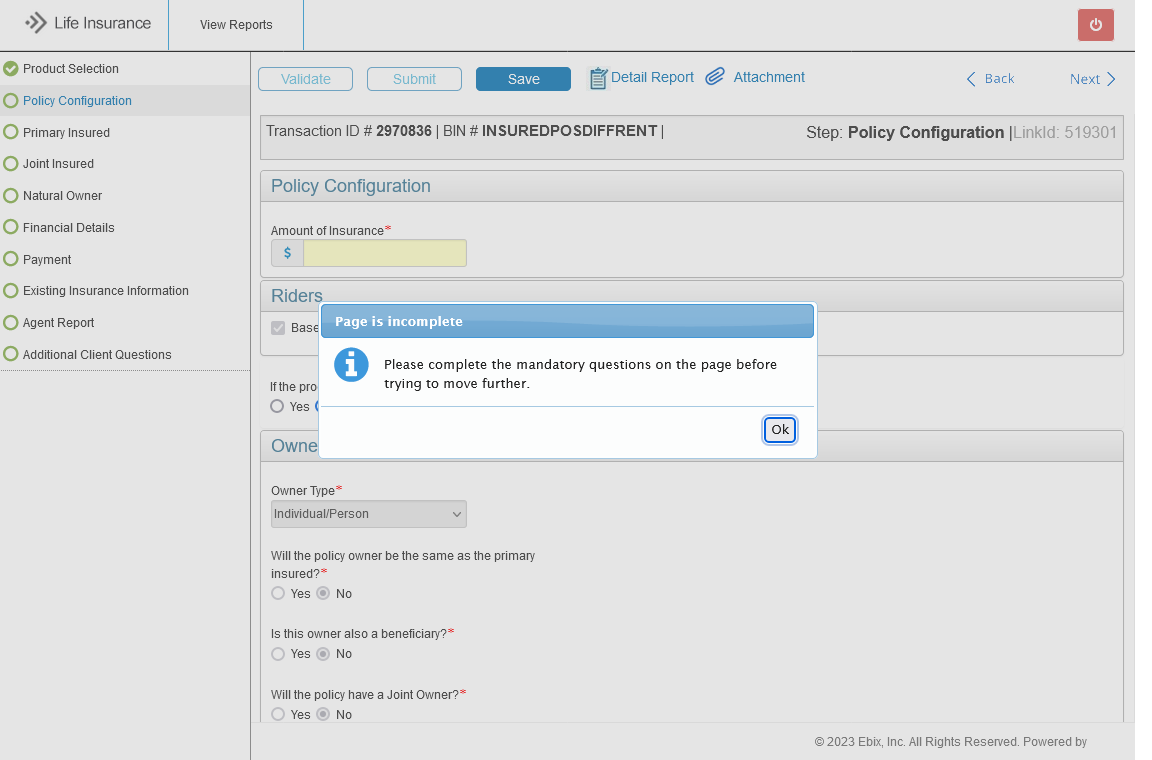 Life Insurance
View Reports
Product Selection
Policy Configuration
Primary Insured
Joint Insured
Natural Owner
Financial Details
Payment
Existing Insurance Information
Agent Report
Additional Client Questions
Validate
Submit
Save
Detail Report
Attachment
Back
Next
Transaction ID # 2970836 | BIN # INSUREDPOSDIFFRENT |
Step: Policy Configuration |LinkId: 519301
Policy Configuration
Amount of Insurance*
$
Riders
Base
Page is incomplete
Please complete the mandatory questions on the page before
trying to move further.
Ok
If the pro
Yes
Owne
Owner Type*
Individual/Person
Will the policy owner be the same as the primary
insured?*
Yes No
Is this owner also a beneficiary?*
Yes No
Will the policy have a Joint Owner?*
Yes No
© 2023 Ebix, Inc. All Rights Reserved. Powered by